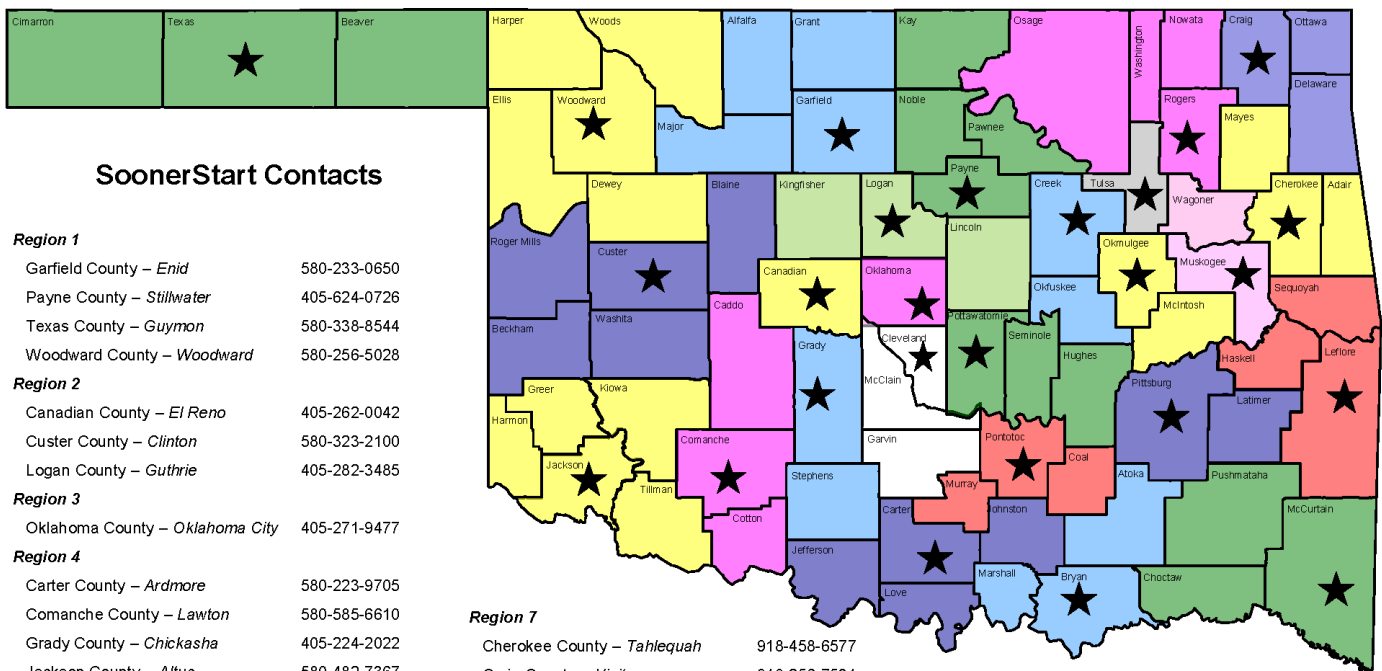 Cimarron
Texas
Beaver
Harper
Woods
Alfalfa
Grant
Kay
Osage
Washington
Nowata
Craig
Ottawa
Ellis
Woodward
Major
Garfield
Noble
Pawnee
Rogers
Mayes
Delaware
SoonerStart Contacts
Dewey
Blaine
Kingfisher
Logan
Payne
Creek
Tulsa
Wagoner
Cherokee
Adair
Roger Mills
Custer
Canadian
Oklahoma
Lincoln
Okmulgee
Muskogee
Okfuskee
McIntosh
Sequoyah
Beckham
Washita
Caddo
Grady
Cleveland
McClain
Pottawatomie
Seminole
Hughes
Pittsburg
Haskell
Latimer
Leflore
Harmon
Greer
Kiowa
Jackson
Tillman
Comanche
Cotton
Stephens
Garvin
Pontotoc
Coal
Murray
Atoka
Pushmataha
McCurtain
Jefferson
Carter
Johnston
Love
Marshall
Bryan
Choctaw
Region 1
Garfield County – Enid 580-233-0650
Payne County – Stillwater 405-624-0726
Texas County – Guymon 580-338-8544
Woodward County – Woodward 580-256-5028
Region 2
Canadian County – El Reno 405-262-0042
Custer County – Clinton 580-323-2100
Logan County – Guthrie 405-282-3485
Region 3
Oklahoma County – Oklahoma City 405-271-9477
Region 4
Carter County – Ardmore 580-223-9705
Comanche County – Lawton 580-585-6610
Grady County – Chickasha 405-224-2022
Jackson County – Altus 580-482-7367
Region 7
Cherokee County – Tahlequah 918-458-6577